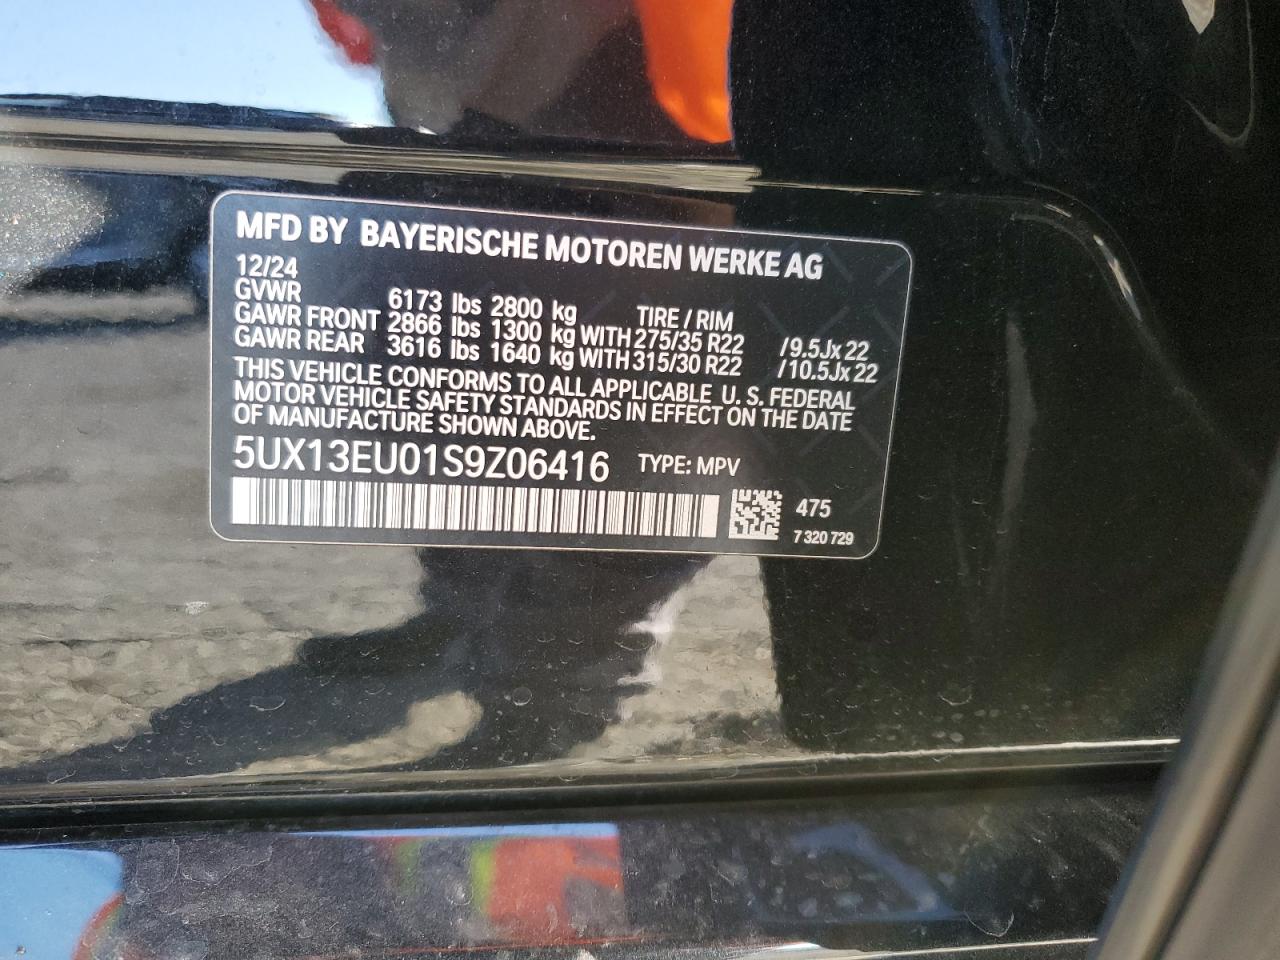 MFD BY BAYERISCHE MOTOREN WERKE AG
12/24
GVWR 6173 lbs 2800 kg TIRE / RIM
GAWR FRONT 2866 lbs 1300 kg WITH 275/35 R22 /9.5Jx22
GAWR REAR 3616 lbs 1640 kg WITH 315/30 R22 /10.5Jx22
THIS VEHICLE CONFORMS TO ALL APPLICABLE U. S. FEDERAL
MOTOR VEHICLE SAFETY STANDARDS IN EFFECT ON THE DATE
OF MANUFACTURE SHOWN ABOVE.
5UX13EU01S9Z06416 TYPE: MPV
475
7 320 729